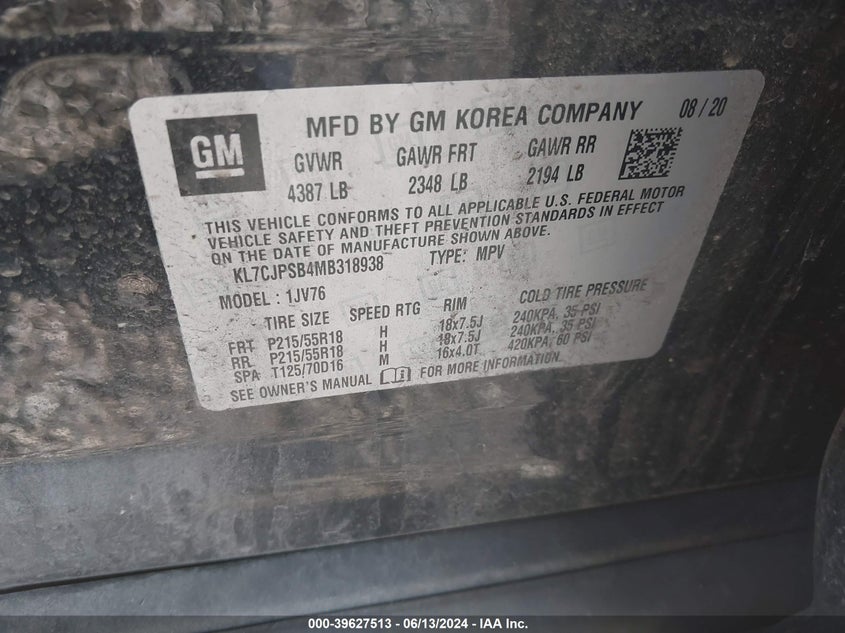 GM
MFD BY GM KOREA COMPANY 08/20
GVWR GAWR FRT GAWR RR
4387 LB 2348 LB 2194 LB
THIS VEHICLE CONFORMS TO ALL APPLICABLE U.S. FEDERAL MOTOR
VEHICLE SAFETY AND THEFT PREVENTION STANDARDS IN EFFECT
ON THE DATE OF MANUFACTURE SHOWN ABOVE.
KL7CJPSB4MB318938 TYPE: MPV
MODEL: 1JV76
TIRE SIZE SPEED RTG RIM COLD TIRE PRESSURE
FRT P215/55R18 H 18x7.5J 240KPA, 35 PSI
RR P215/55R18 H 18x7.5J 240KPA, 35 PSI
SPA T125/70D16 M 16x4.0T 420KPA, 60 PSI
SEE OWNER'S MANUAL FOR MORE INFORMATION.
000-39627513 - 06/13/2024 - IAA Inc.